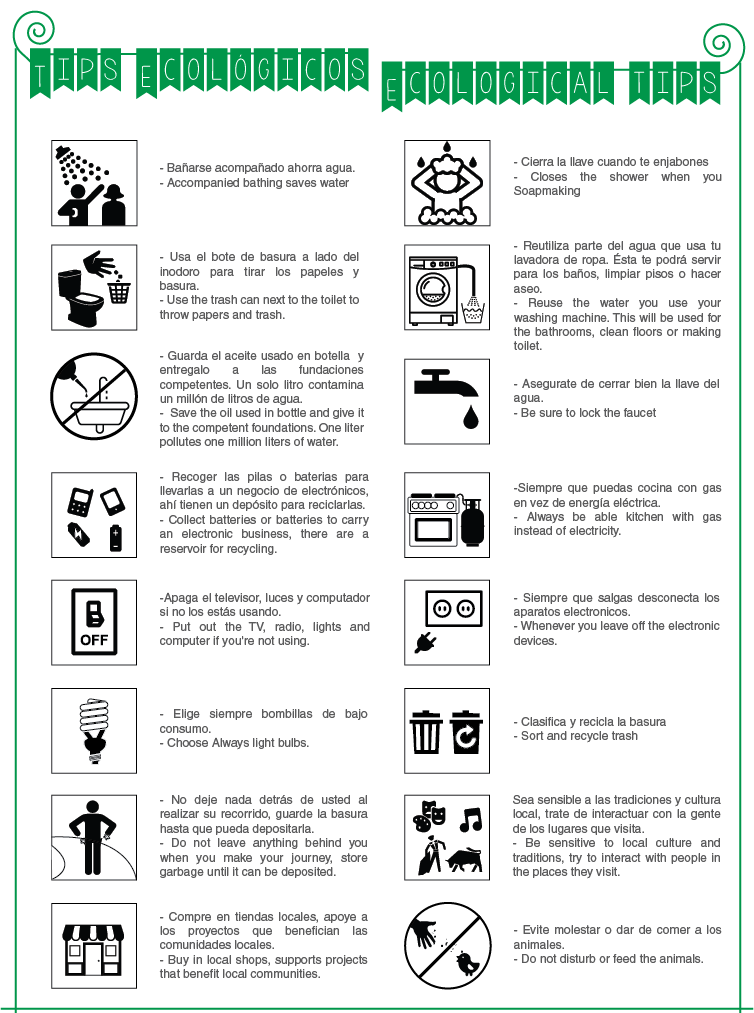 TIPS ECOLÓGICOS
ECOLOGICAL TIPS
- Bañarse acompañado ahorra agua.
- Accompanied bathing saves water
- Cierra la llave cuando te enjabones
- Closes the shower when you
Soapmaking
- Usa el bote de basura a lado del
inodoro para tirar los papeles y
basura.
- Use the trash can next to the toilet to
throw papers and trash.
- Reutiliza parte del agua que usa tu
lavadora de ropa. Ésta te podrá servir
para los baños, limpiar pisos o hacer
aseo.
- Reuse the water you use your
washing machine. This will be used for
the bathrooms, clean floors or making
toilet.
- Guarda el aceite usado en botella y
entregalo a las fundaciones
competentes. Un solo litro contamina
un millón de litros de agua.
- Save the oil used in bottle and give it
to the competent foundations. One liter
pollutes one million liters of water.
- Asegurate de cerrar bien la llave del
agua.
- Be sure to lock the faucet
- Recoger las pilas o baterias para
llevarlas a un negocio de electrónicos,
ahí tienen un depósito para reciclarlas.
- Collect batteries or batteries to carry
an electronic business, there are a
reservoir for recycling.
-Siempre que puedas cocina con gas
en vez de energía eléctrica.
- Always be able kitchen with gas
instead of electricity.
OFF
-Apaga el televisor, luces y computador
si no los estás usando.
- Put out the TV, radio, lights and
computer if you're not using.
- Siempre que salgas desconecta los
aparatos electronicos.
- Whenever you leave off the electronic
devices.
- Elige siempre bombillas de bajo
consumo.
- Choose Always light bulbs.
- Clasifica y recicla la basura
- Sort and recycle trash
- No deje nada detrás de usted al
realizar su recorrido, guarde la basura
hasta que pueda depositarla.
- Do not leave anything behind you
when you make your journey, store
garbage until it can be deposited.
Sea sensible a las tradiciones y cultura
local, trate de interactuar con la gente
de los lugares que visita.
- Be sensitive to local culture and
traditions, try to interact with people in
the places they visit.
- Compre en tiendas locales, apoye a
los proyectos que benefician las
comunidades locales.
- Buy in local shops, supports projects
that benefit local communities.
- Evite molestar o dar de comer a los
animales.
- Do not disturb or feed the animals.